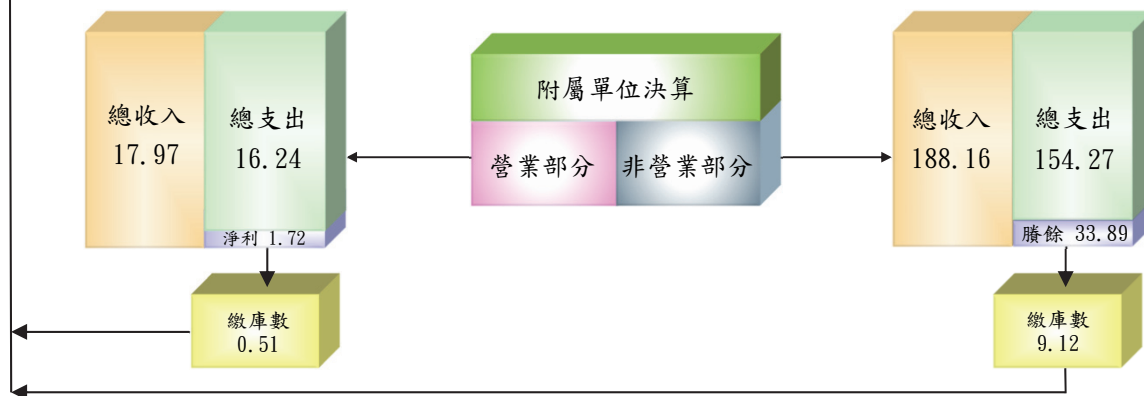 總收入
17.97
總支出
16.24
淨利 1.72
繳庫數
0.51
附屬單位決算
營業部分
非營業部分
總收入
188.16
總支出
154.27
賸餘 33.89
繳庫數
9.12